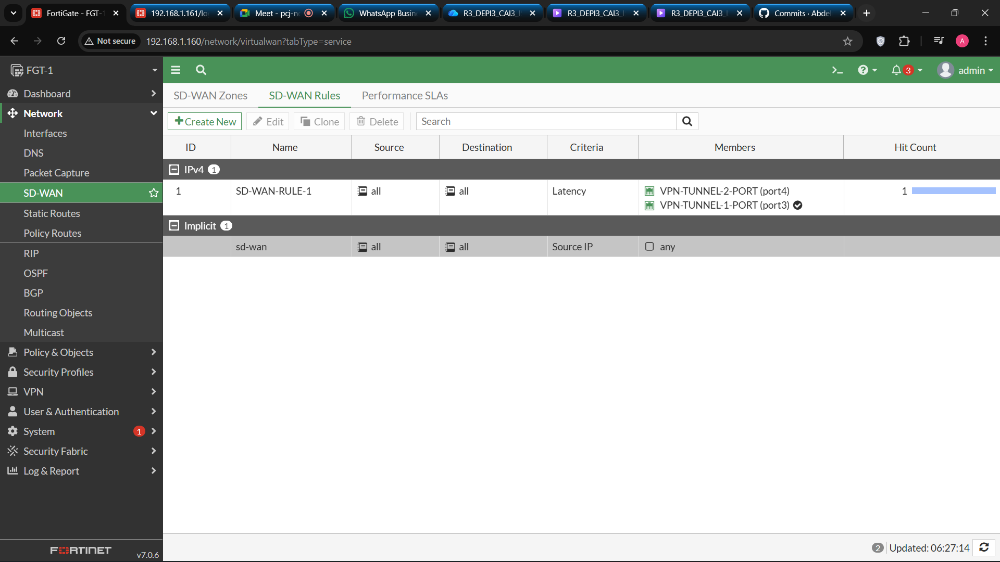 FortiGate - FGT-1
192.168.1.161/lo
Meet - pcj-n
WhatsApp Busin
R3_DEPI3_CAI3_I
R3_DEPI3_CAI3_I
R3_DEPI3_CAI3_I
Commits · Abde
Not secure
192.168.1.160/network/virtualwan?tabType=service
A
FGT-1
3
admin
Dashboard
Network
Interfaces
DNS
Packet Capture
SD-WAN
Static Routes
Policy Routes
RIP
OSPF
BGP
Routing Objects
Multicast
Policy & Objects
Security Profiles
VPN
User & Authentication
System 1
Security Fabric
Log & Report
FORTINET
v7.0.6
SD-WAN Zones
SD-WAN Rules
Performance SLAs
Create New
Edit
Clone
Delete
Search
ID Name Source Destination Criteria Members Hit Count
IPv4 1
1 SD-WAN-RULE-1 all all Latency VPN-TUNNEL-2-PORT (port4) 1
VPN-TUNNEL-1-PORT (port3)
Implicit 1
sd-wan all all Source IP any
2 Updated: 06:27:14